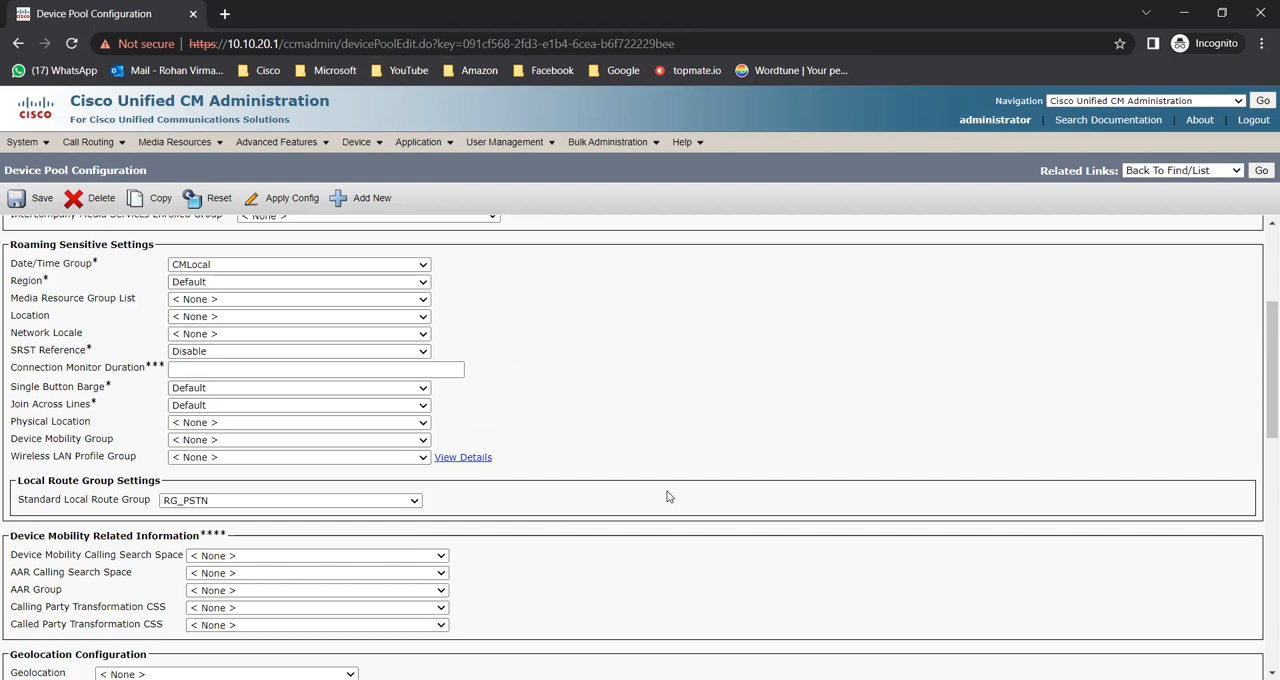 Device Pool Configuration
Not secure | https://10.10.20.1/ccmadmin/devicePoolEdit.do?key=091cf568-2fd3-e1b4-6cea-b6f722229bee
Incognito
(17) WhatsApp Mail - Rohan Virma... Cisco Microsoft YouTube Amazon Facebook Google topmate.io Wordtune | Your pe...
CISCO
Cisco Unified CM Administration
For Cisco Unified Communications Solutions
Navigation Cisco Unified CM Administration Go
administrator | Search Documentation | About | Logout
System Call Routing Media Resources Advanced Features Device Application User Management Bulk Administration Help
Device Pool Configuration
Related Links: Back To Find/List Go
Save Delete Copy Reset Apply Config Add New
Intercompany Media Services Enrolled Group < None >
Roaming Sensitive Settings
Date/Time Group* CMLocal
Region* Default
Media Resource Group List < None >
Location < None >
Network Locale < None >
SRST Reference* Disable
Connection Monitor Duration***
Single Button Barge* Default
Join Across Lines* Default
Physical Location < None >
Device Mobility Group < None >
Wireless LAN Profile Group < None > View Details
Local Route Group Settings
Standard Local Route Group RG_PSTN
Device Mobility Related Information****
Device Mobility Calling Search Space < None >
AAR Calling Search Space < None >
AAR Group < None >
Calling Party Transformation CSS < None >
Called Party Transformation CSS < None >
Geolocation Configuration
Geolocation < None >